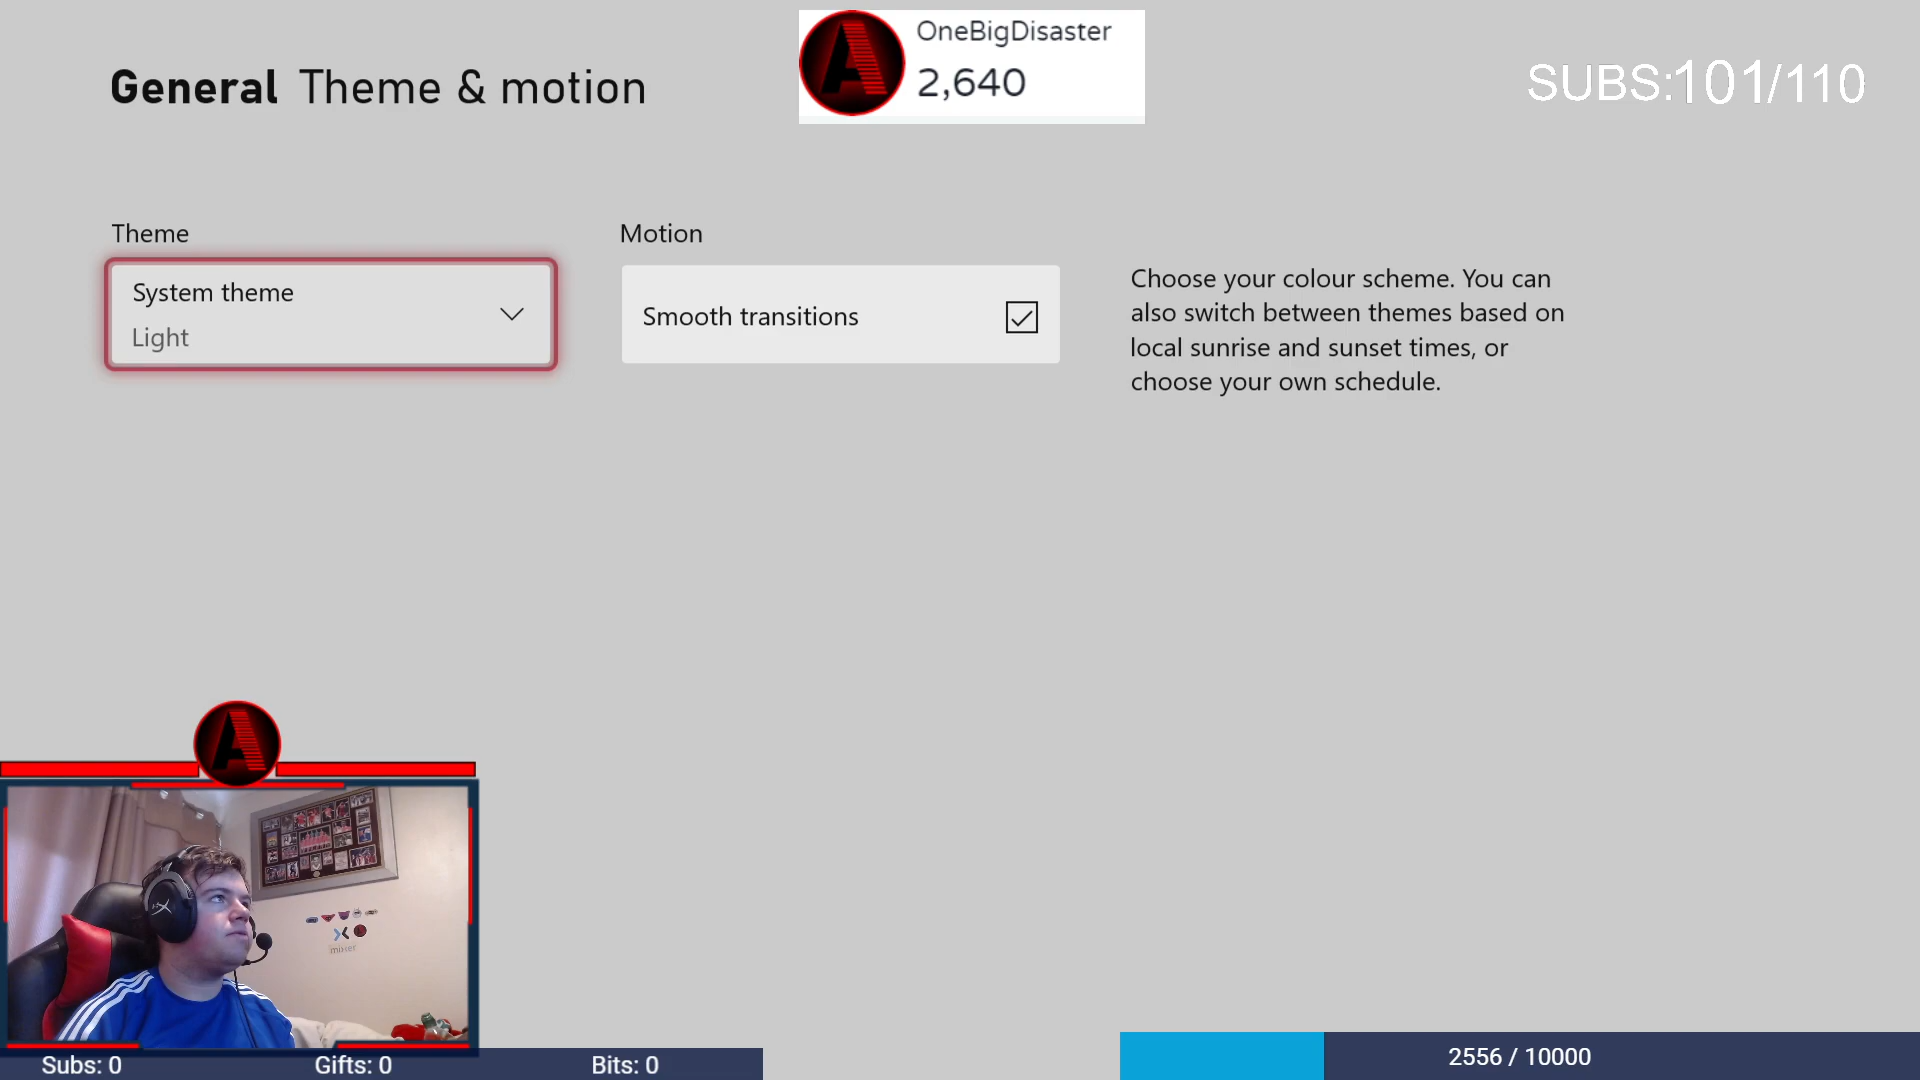 General Theme & motion
OneBigDisaster
2,640
SUBS:101/110
Theme
System theme
Light
Motion
Smooth transitions
Choose your colour scheme. You can
also switch between themes based on
local sunrise and sunset times, or
choose your own schedule.
A
mixer
Subs: 0
Gifts: 0
Bits: 0
2556 / 10000